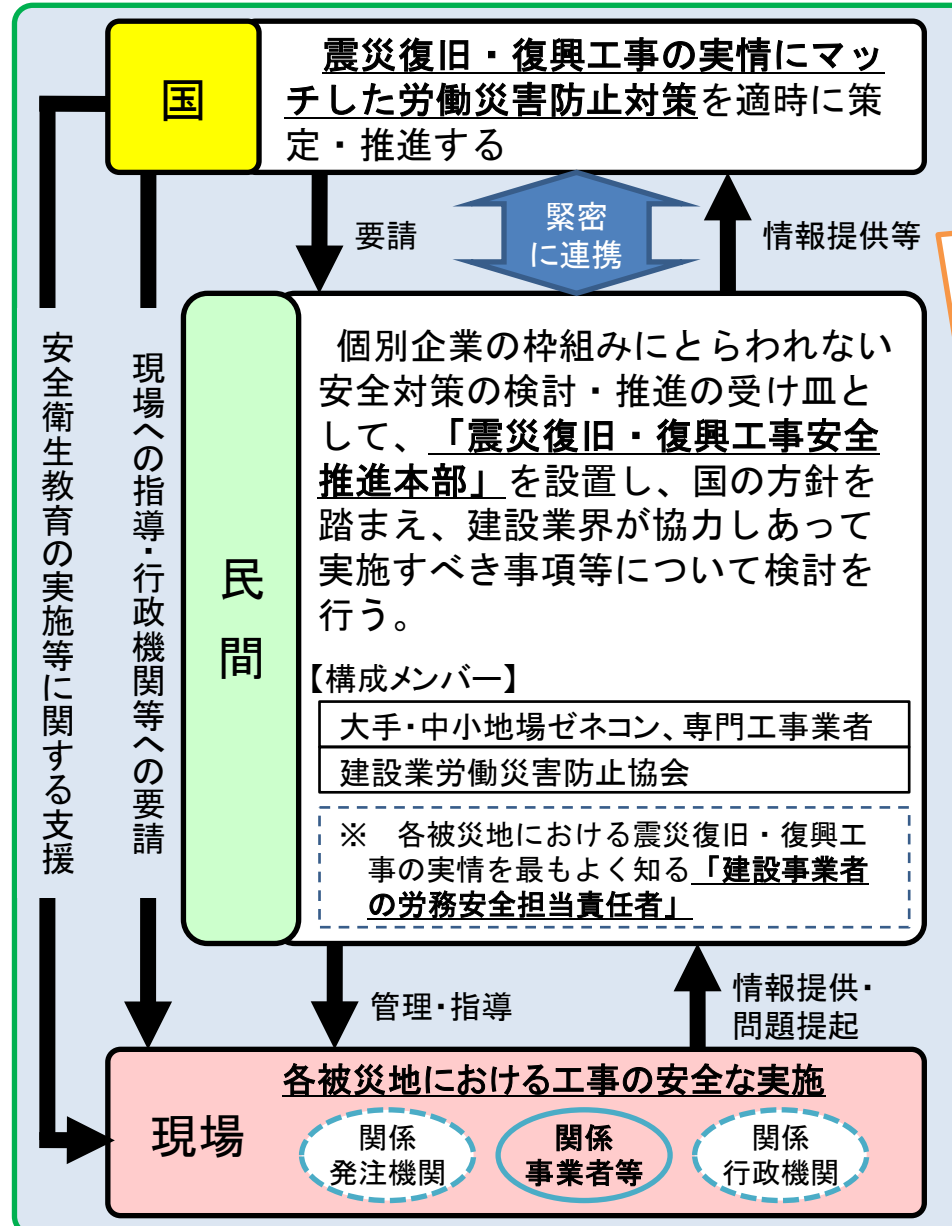 国
震災復旧・復興工事の実情にマッ
チした労働災害防止対策を適時に策
定・推進する
要請
緊密
に連携
情報提供等
安全衛生教育の実施等に関する支援
現場への指導・行政機関等への要請
民間
個別企業の枠組みにとらわれない
安全対策の検討・推進の受け皿と
して、「震災復旧・復興工事安全
推進本部」を設置し、国の方針を
踏まえ、建設業界が協力しあって
実施すべき事項等について検討を
行う。
【構成メンバー】
大手・中小地場ゼネコン、専門工事業者
建設業労働災害防止協会
※　各被災地における震災復旧・復興工
事の実情を最もよく知る「建設事業者
の労務安全担当責任者」
管理・指導
情報提供・
問題提起
各被災地における工事の安全な実施
現場
関係
発注機関
関係
事業者等
関係
行政機関